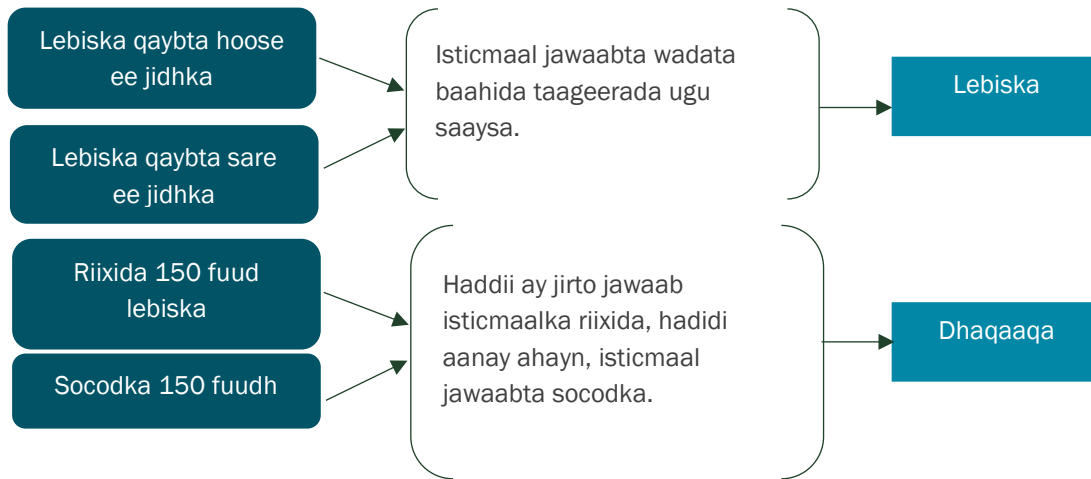 Lebiska qaybta hoose
ee jidhka
Lebiska qaybta sare
ee jidhka
Isticmaal jawaabta wadata
baahida taageerada ugu
saaysa.
Lebiska
Riixida 150 fuud
lebiska
Socodka 150 fuudh
Haddii ay jirto jawaab
isticmaalka riixida, hadidi
aanay ahayn, isticmaal
jawaabta socodka.
Dhaqaaqa